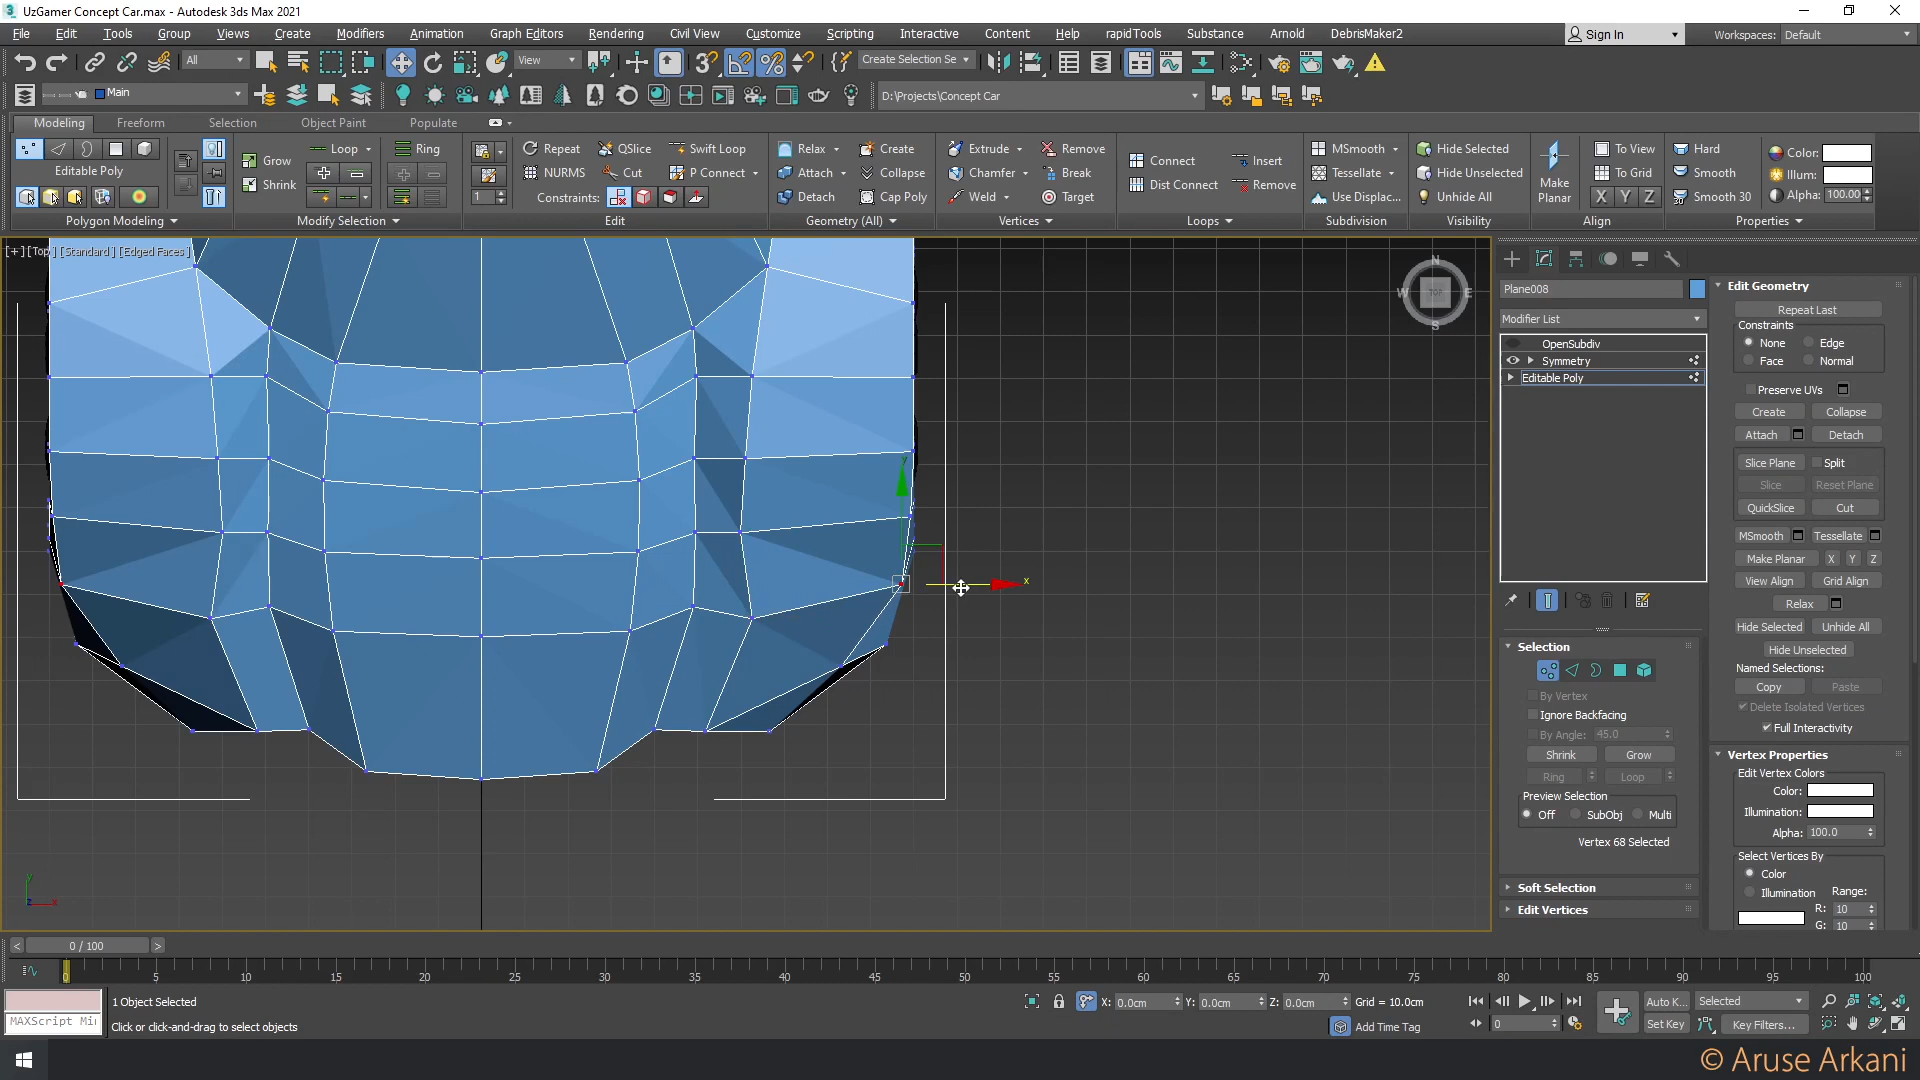 UzGamer Concept Car.max - Autodesk 3ds Max 2021
File Edit Tools Group Views Create Modifiers Animation Graph Editors Rendering Civil View Customize Scripting Interactive Content Help rapidTools Substance Arnold DebrisMaker2
Sign In Workspaces: Default
All View Create Selection Se
Main D:\Projects\Concept Car
Modeling Freeform Selection Object Paint Populate
Loop Ring Repeat QSlice Swift Loop Relax Create Extrude Remove MSmooth Hide Selected To View Hard Color:
Editable Poly Grow NURMS Cut P Connect Attach Collapse Chamfer Break Connect Insert Tessellate Hide Unselected Make Planar To Grid Smooth Illum:
Shrink 1 Constraints: Detach Cap Poly Weld Target Dist Connect Remove Use Displac... Unhide All X Y Z Smooth 30 Alpha: 100.00
Polygon Modeling Modify Selection Edit Geometry (All) Vertices Loops Subdivision Visibility Align Properties
[+] [Top] [Standard] [Edged Faces]
N
W TOP E
S
y
x
y
z x
Plane008
Modifier List
OpenSubdiv
Symmetry
Editable Poly
Selection
By Vertex
Ignore Backfacing
By Angle: 45.0
Shrink Grow
Ring Loop
Preview Selection
Off SubObj Multi
Vertex 68 Selected
Soft Selection
Edit Vertices
Edit Geometry
Repeat Last
Constraints
None Edge
Face Normal
Preserve UVs
Create Collapse
Attach Detach
Slice Plane Split
Slice Reset Plane
QuickSlice Cut
MSmooth Tessellate
Make Planar X Y Z
View Align Grid Align
Relax
Hide Selected Unhide All
Hide Unselected
Named Selections:
Copy Paste
Delete Isolated Vertices
Full Interactivity
Vertex Properties
Edit Vertex Colors
Color:
Illumination:
Alpha: 100.0
Select Vertices By
Color
Illumination Range:
R: 10
G: 10
< 0 / 100 >
0 5 10 15 20 25 30 35 40 45 50 55 60 65 70 75 80 85 90 95 100
1 Object Selected X: 0.0cm Y: 0.0cm Z: 0.0cm Grid = 10.0cm Auto K... Selected
MAXScript Mi Click or click-and-drag to select objects Add Time Tag 0 Set Key Key Filters...
© Aruse Arkani